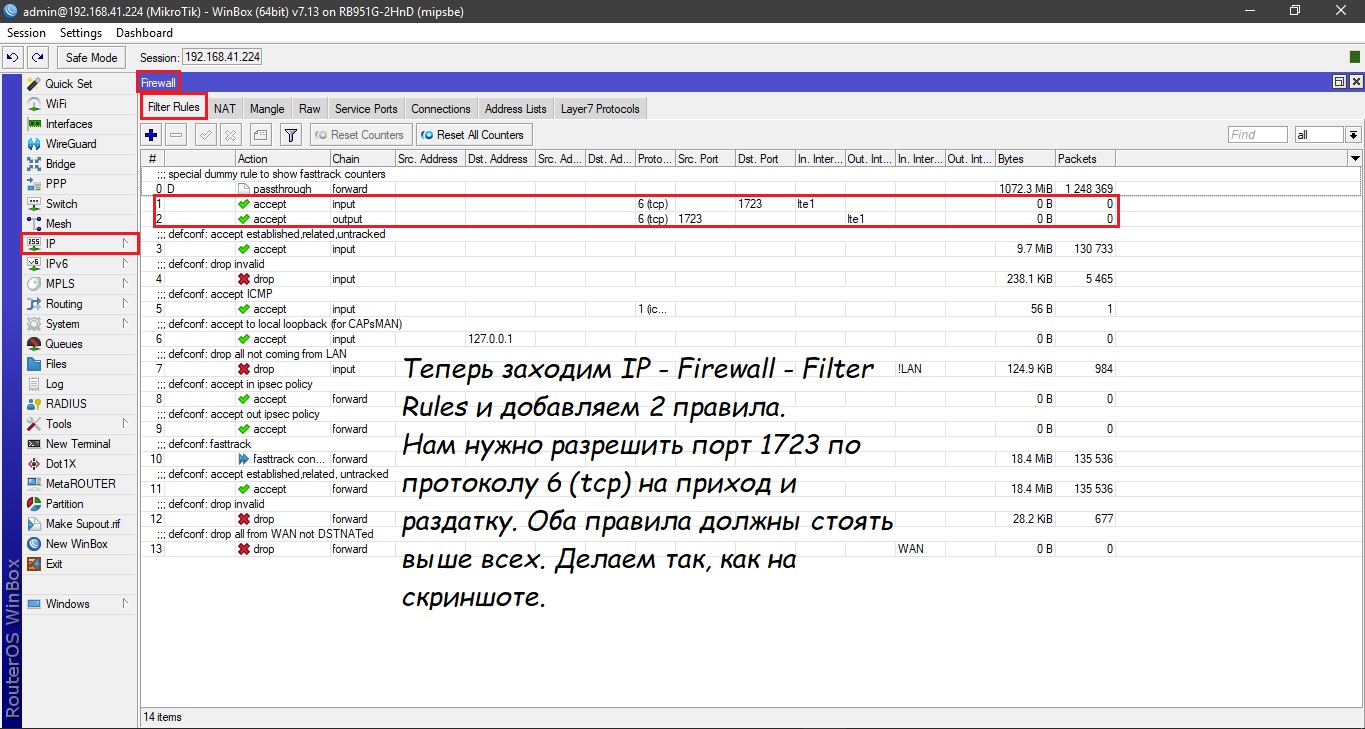 admin@192.168.41.224 (MikroTik) - WinBox (64bit) v7.13 on RB951G-2HnD (mipsbe)
Session Settings Dashboard
Safe Mode Session: 192.168.41.224
Quick Set
WiFi
Interfaces
WireGuard
Bridge
PPP
Switch
Mesh
IP
IPv6
MPLS
Routing
System
Queues
Files
Log
RADIUS
Tools
New Terminal
Dot1X
MetaROUTER
Partition
Make Supout.rif
New WinBox
Exit
Windows
RouterOS WinBox
Firewall
Filter Rules NAT Mangle Raw Service Ports Connections Address Lists Layer7 Protocols
Reset Counters Reset All Counters Find all
# Action Chain Src. Address Dst. Address Src. Ad... Dst. Ad... Proto... Src. Port Dst. Port In. Inter... Out. Int... In. Inter... Out. Int... Bytes Packets
;;; special dummy rule to show fasttrack counters
0 D passthrough forward 1072.3 MiB 1 248 369
1 accept input 6 (tcp) 1723 lte1 0 B 0
2 accept output 6 (tcp) 1723 lte1 0 B 0
;;; defconf: accept established,related,untracked
3 accept input 9.7 MiB 130 733
;;; defconf: drop invalid
4 drop input 238.1 KiB 5 465
;;; defconf: accept ICMP
5 accept input 1 (ic... 56 B 1
;;; defconf: accept to local loopback (for CAPsMAN)
6 accept input 127.0.0.1 0 B 0
;;; defconf: drop all not coming from LAN
7 drop input !LAN 124.9 KiB 984
;;; defconf: accept in ipsec policy
8 accept forward 0 B 0
;;; defconf: accept out ipsec policy
9 accept forward 0 B 0
;;; defconf: fasttrack
10 fasttrack con... forward 18.4 MiB 135 536
;;; defconf: accept established,related, untracked
11 accept forward 18.4 MiB 135 536
;;; defconf: drop invalid
12 drop forward 28.2 KiB 677
;;; defconf: drop all from WAN not DSTNATed
13 drop forward WAN 0 B 0
Теперь заходим IP - Firewall - Filter
Rules и добавляем 2 правила.
Нам нужно разрешить порт 1723 по
протоколу 6 (tcp) на приход и
раздатку. Оба правила должны стоять
выше всех. Делаем так, как на
скриншоте.
14 items